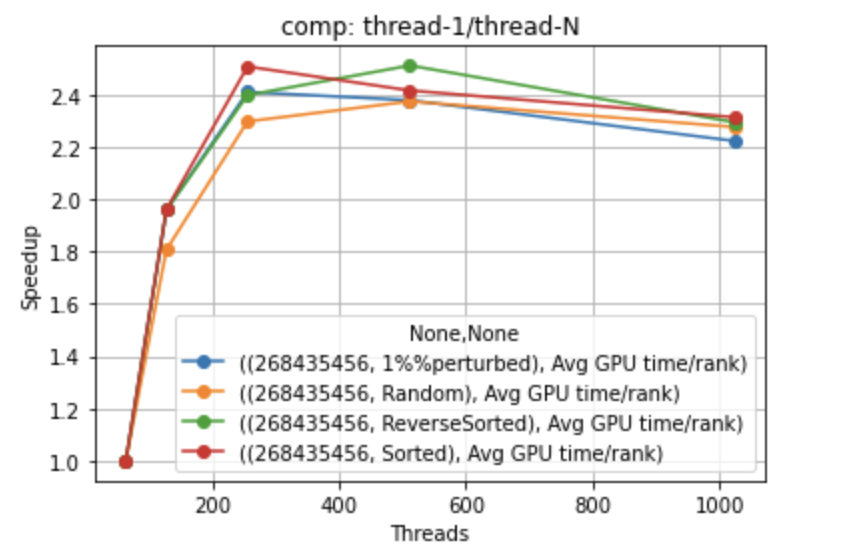 comp: thread-1/thread-N
2.4
2.2
2.0
1.8
1.6
1.4
1.2
1.0
Speedup
None,None
((268435456, 1%%perturbed), Avg GPU time/rank)
((268435456, Random), Avg GPU time/rank)
((268435456, ReverseSorted), Avg GPU time/rank)
((268435456, Sorted), Avg GPU time/rank)
200 400 600 800 1000
Threads